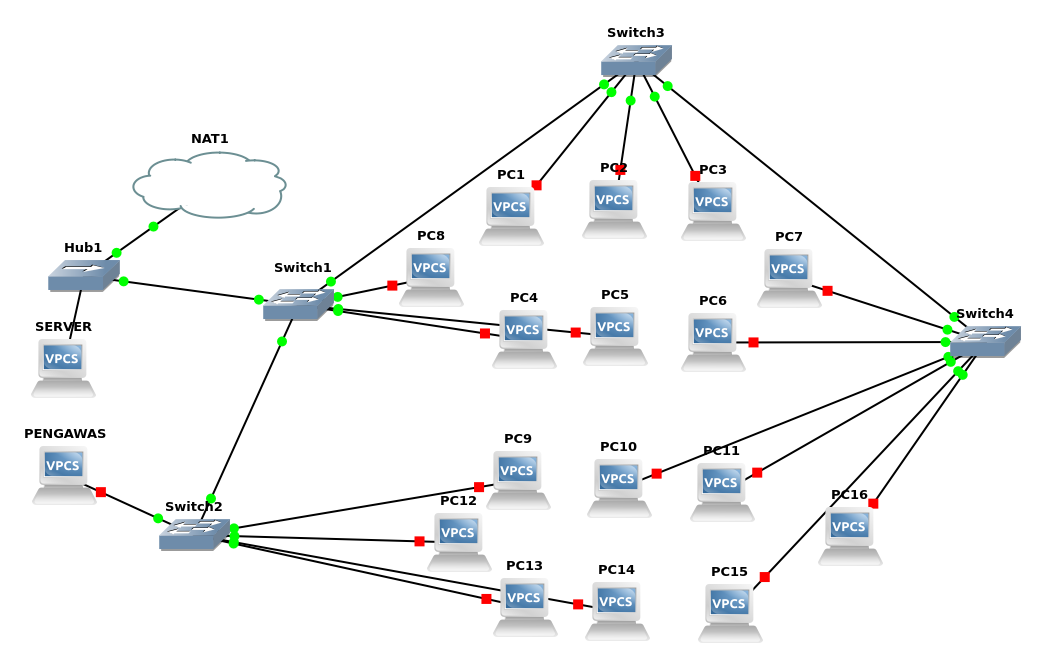 Switch3
NAT1
PC1
PC2
PC3
VPCS
VPCS
VPCS
Hub1
Switch1
PC8
PC7
VPCS
VPCS
SERVER
PC4
PC5
PC6
Switch4
VPCS
VPCS
VPCS
VPCS
PENGAWAS
PC9
PC10
PC11
VPCS
VPCS
VPCS
VPCS
Switch2
PC12
PC16
VPCS
VPCS
PC13
PC14
PC15
VPCS
VPCS
VPCS